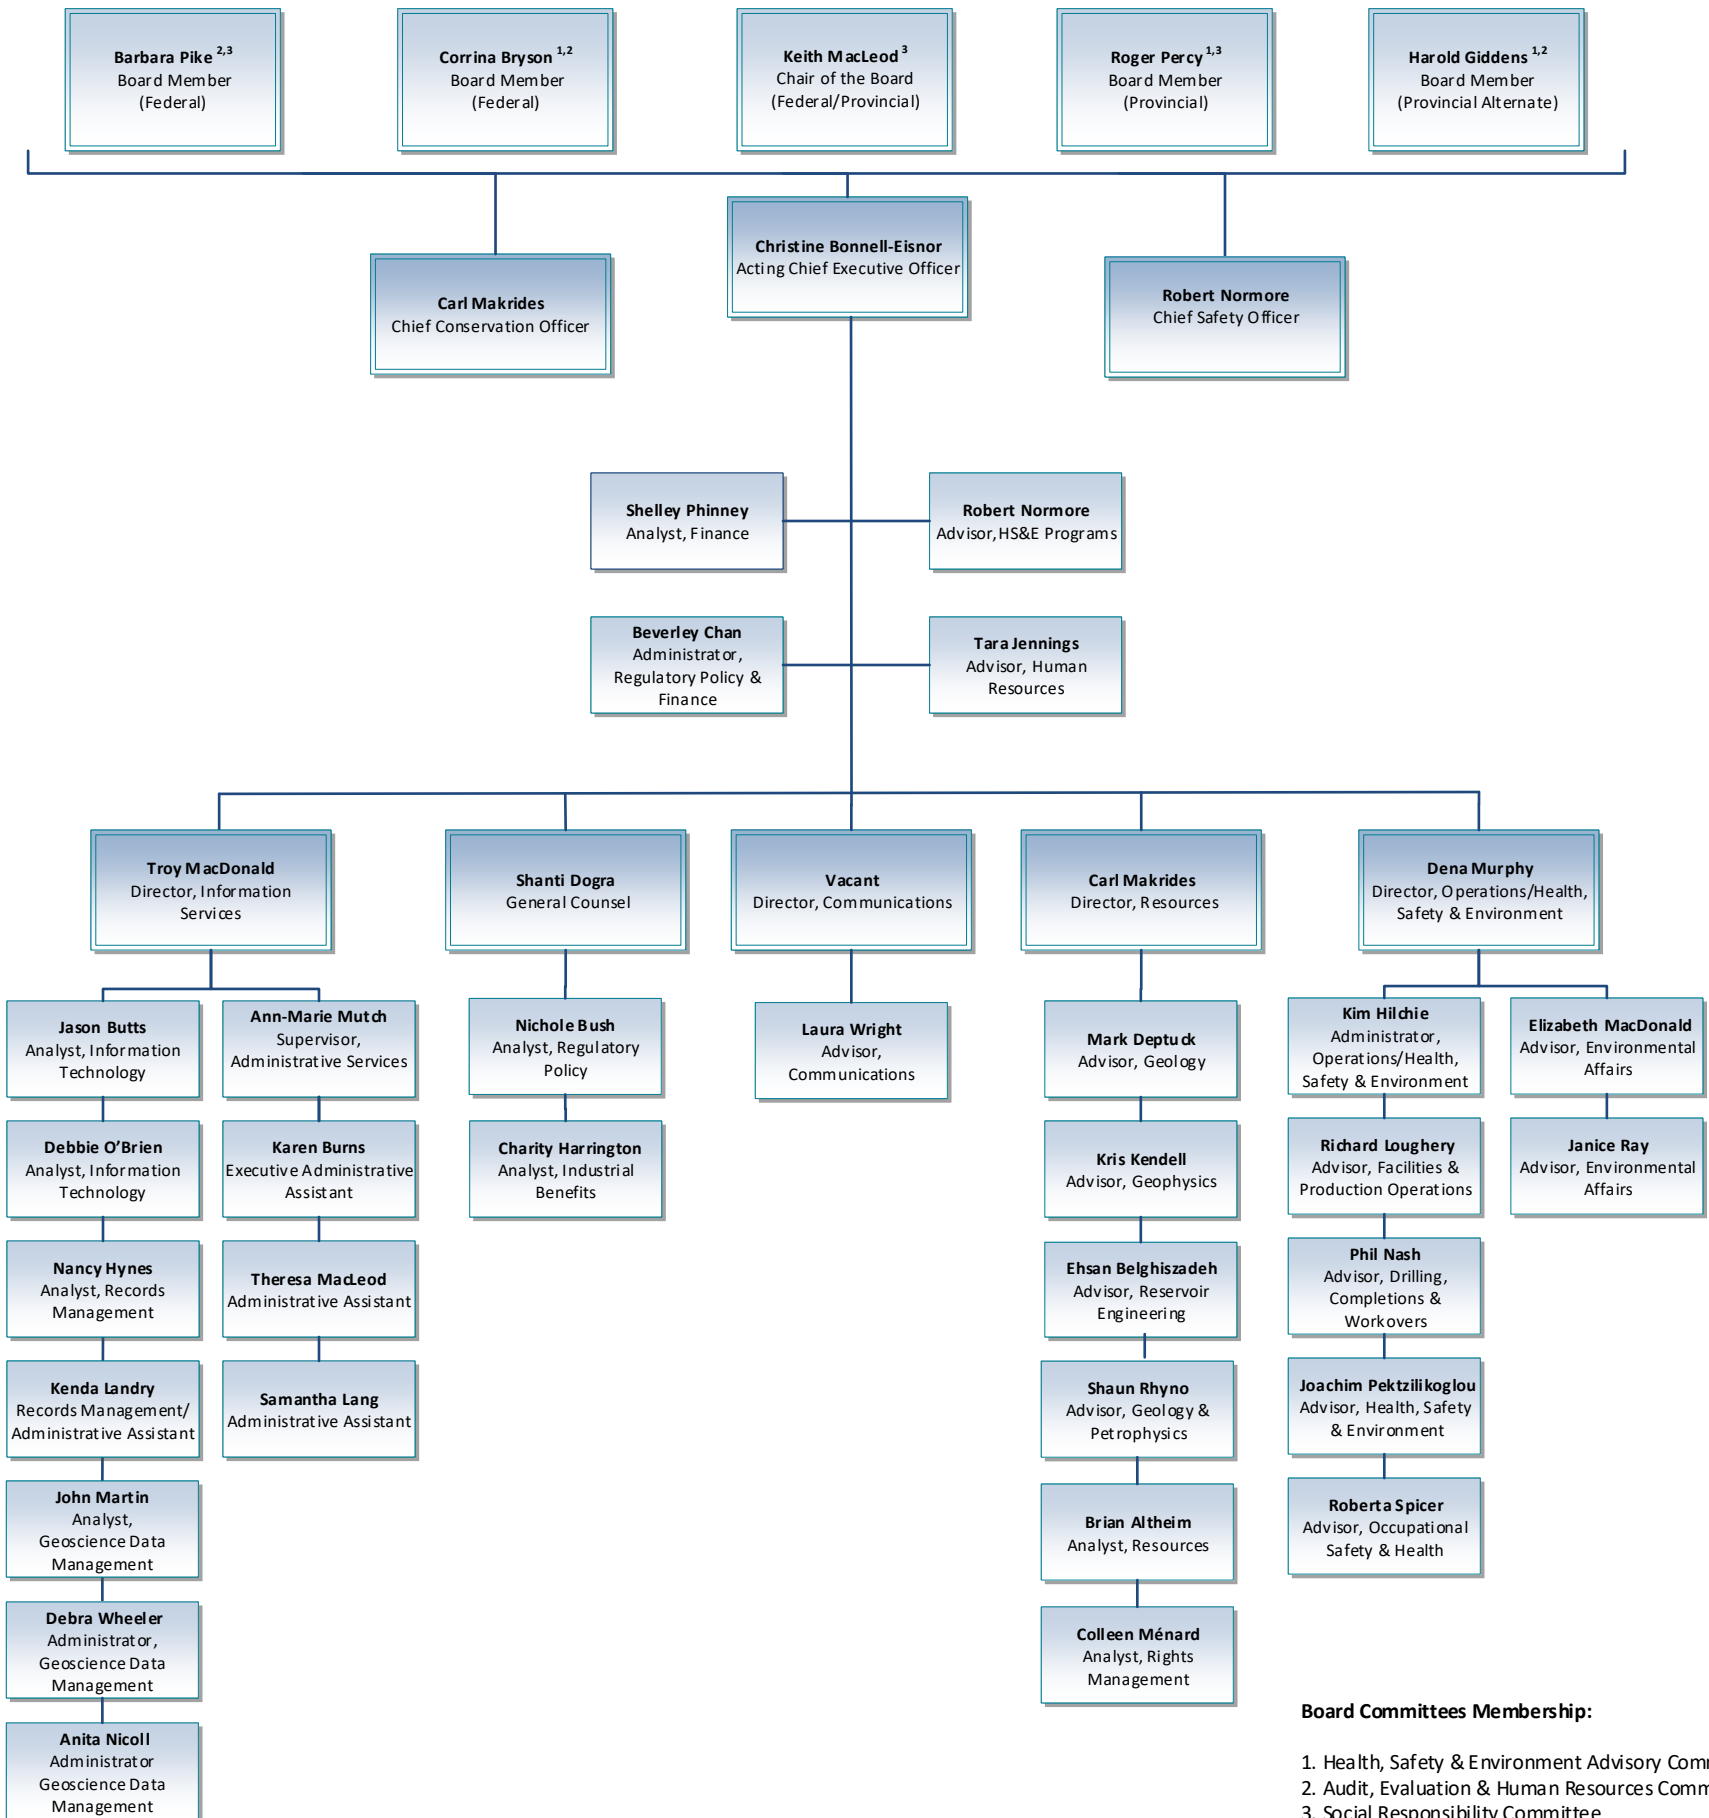 Barbara Pike 2,3
Board Member
(Federal)
Corrina Bryson 1,2
Board Member
(Federal)
Keith MacLeod 3
Chair of the Board
(Federal/Provincial)
Roger Percy 1,3
Board Member
(Provincial)
Harold Giddens 1,2
Board Member
(Provincial Alternate)
Christine Bonnell-Eisnor
Acting Chief Executive Officer
Carl Makrides
Chief Conservation Officer
Robert Normore
Chief Safety Officer
Shelley Phinney
Analyst, Finance
Robert Normore
Advisor, HS&E Programs
Beverley Chan
Administrator,
Regulatory Policy &
Finance
Tara Jennings
Advisor, Human
Resources
Troy MacDonald
Director, Information
Services
Shanti Dogra
General Counsel
Vacant
Director, Communications
Carl Makrides
Director, Resources
Dena Murphy
Director, Operations/Health,
Safety & Environment
Jason Butts
Analyst, Information
Technology
Debbie O’Brien
Analyst, Information
Technology
Nancy Hynes
Analyst, Records
Management
Kenda Landry
Records Management/
Administrative Assistant
John Martin
Analyst,
Geoscience Data
Management
Debra Wheeler
Administrator,
Geoscience Data
Management
Anita Nicoll
Administrator
Geoscience Data
Management
Ann-Marie Mutch
Supervisor,
Administrative Services
Karen Burns
Executive Administrative
Assistant
Theresa MacLeod
Administrative Assistant
Samantha Lang
Administrative Assistant
Nichole Bush
Analyst, Regulatory
Policy
Charity Harrington
Analyst, Industrial
Benefits
Laura Wright
Advisor,
Communications
Mark Deptuck
Advisor, Geology
Kris Kendell
Advisor, Geophysics
Ehsan Belghiszadeh
Advisor, Reservoir
Engineering
Shaun Rhyno
Advisor, Geology &
Petrophysics
Brian Altheim
Analyst, Resources
Colleen Ménard
Analyst, Rights
Management
Kim Hilchie
Administrator,
Operations/Health,
Safety & Environment
Richard Loughery
Advisor, Facilities &
Production Operations
Phil Nash
Advisor, Drilling,
Completions &
Workovers
Joachim Pektzilikoglou
Advisor, Health, Safety
& Environment
Roberta Spicer
Advisor, Occupational
Safety & Health
Elizabeth MacDonald
Advisor, Environmental
Affairs
Janice Ray
Advisor, Environmental
Affairs
Board Committees Membership:
1. Health, Safety & Environment Advisory
2. Audit, Evaluation & Human Resources
3. Social Responsibility Committee